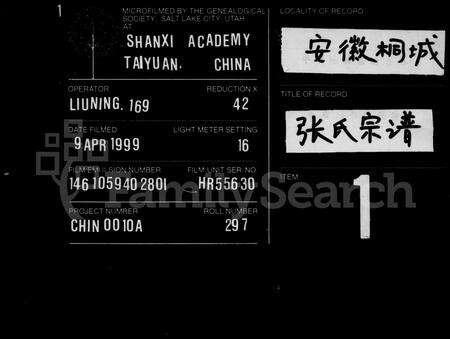 1
MICROFILMED BY THE GENEALOGICAL
SOCIETY, SALT LAKE CITY, UTAH
AT
SHANXI ACADEMY
TAIYUAN. CHINA
OPERATOR REDUCTION X
LIUNING. 169 42
DATE FILMED LIGHT METER SETTING
9 APR 1999 16
FILM EMULSION NUMBER FILM UNIT SER. NO
146 1059402801 HR55630
PROJECT NUMBER ROLL NUMBER
CHIN 0010A 297
LOCALITY OF RECORD
安徽桐城
TITLE OF RECORD
张氏宗谱
ITEM
1
FamilySearch